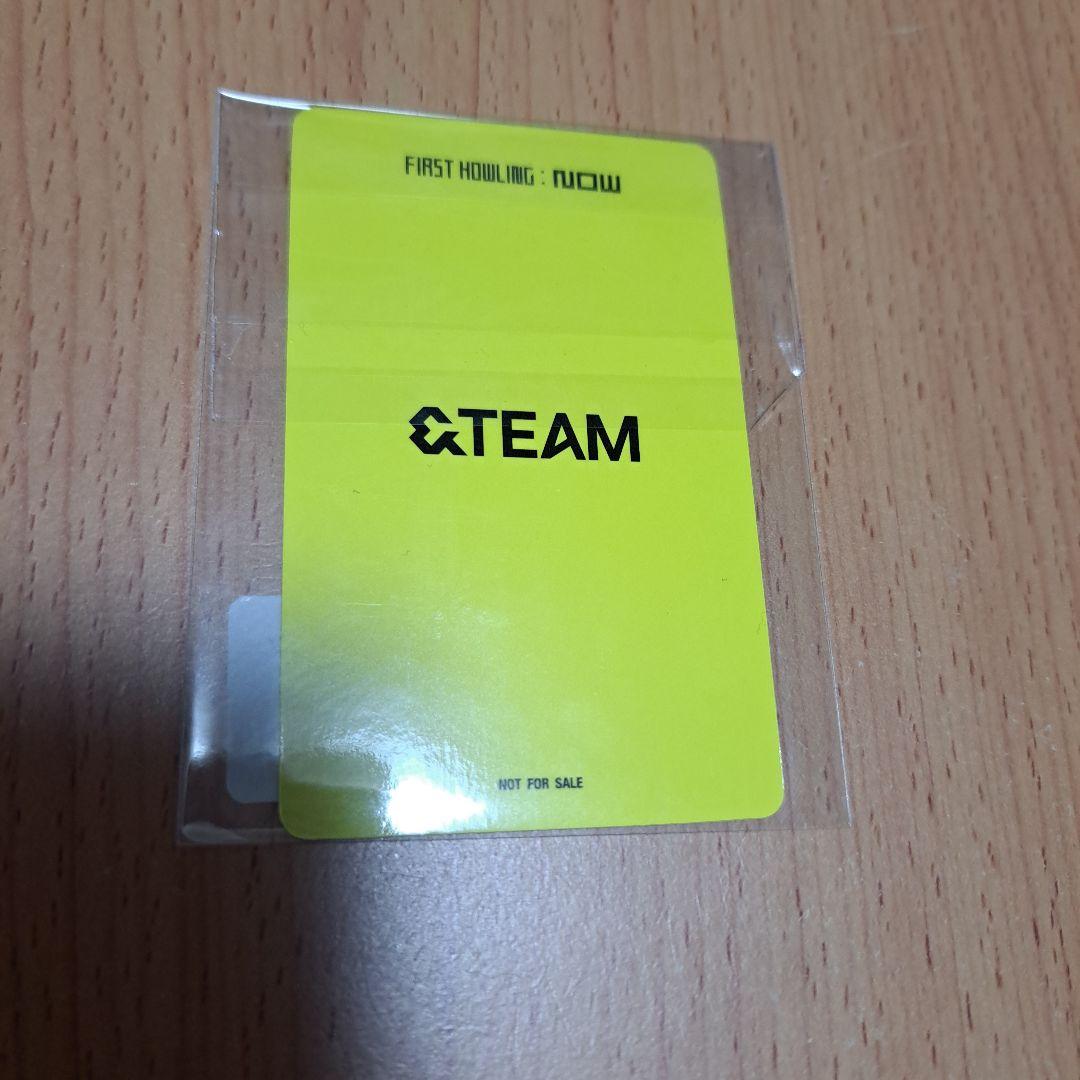 FIRST HOWLING : NOW
&TEAM
NOT FOR SALE